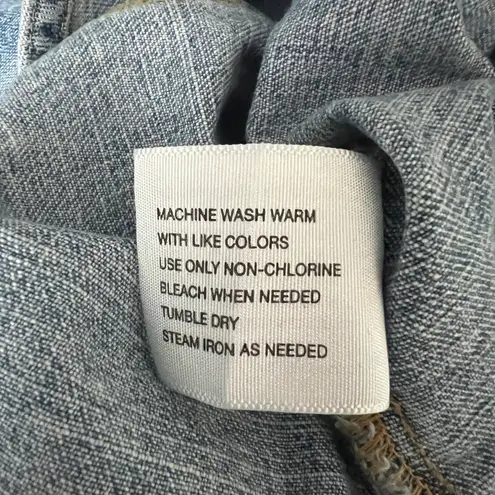 MACHINE WASH WARM
WITH LIKE COLORS
USE ONLY NON-CHLORINE
BLEACH WHEN NEEDED
TUMBLE DRY
STEAM IRON AS NEEDED